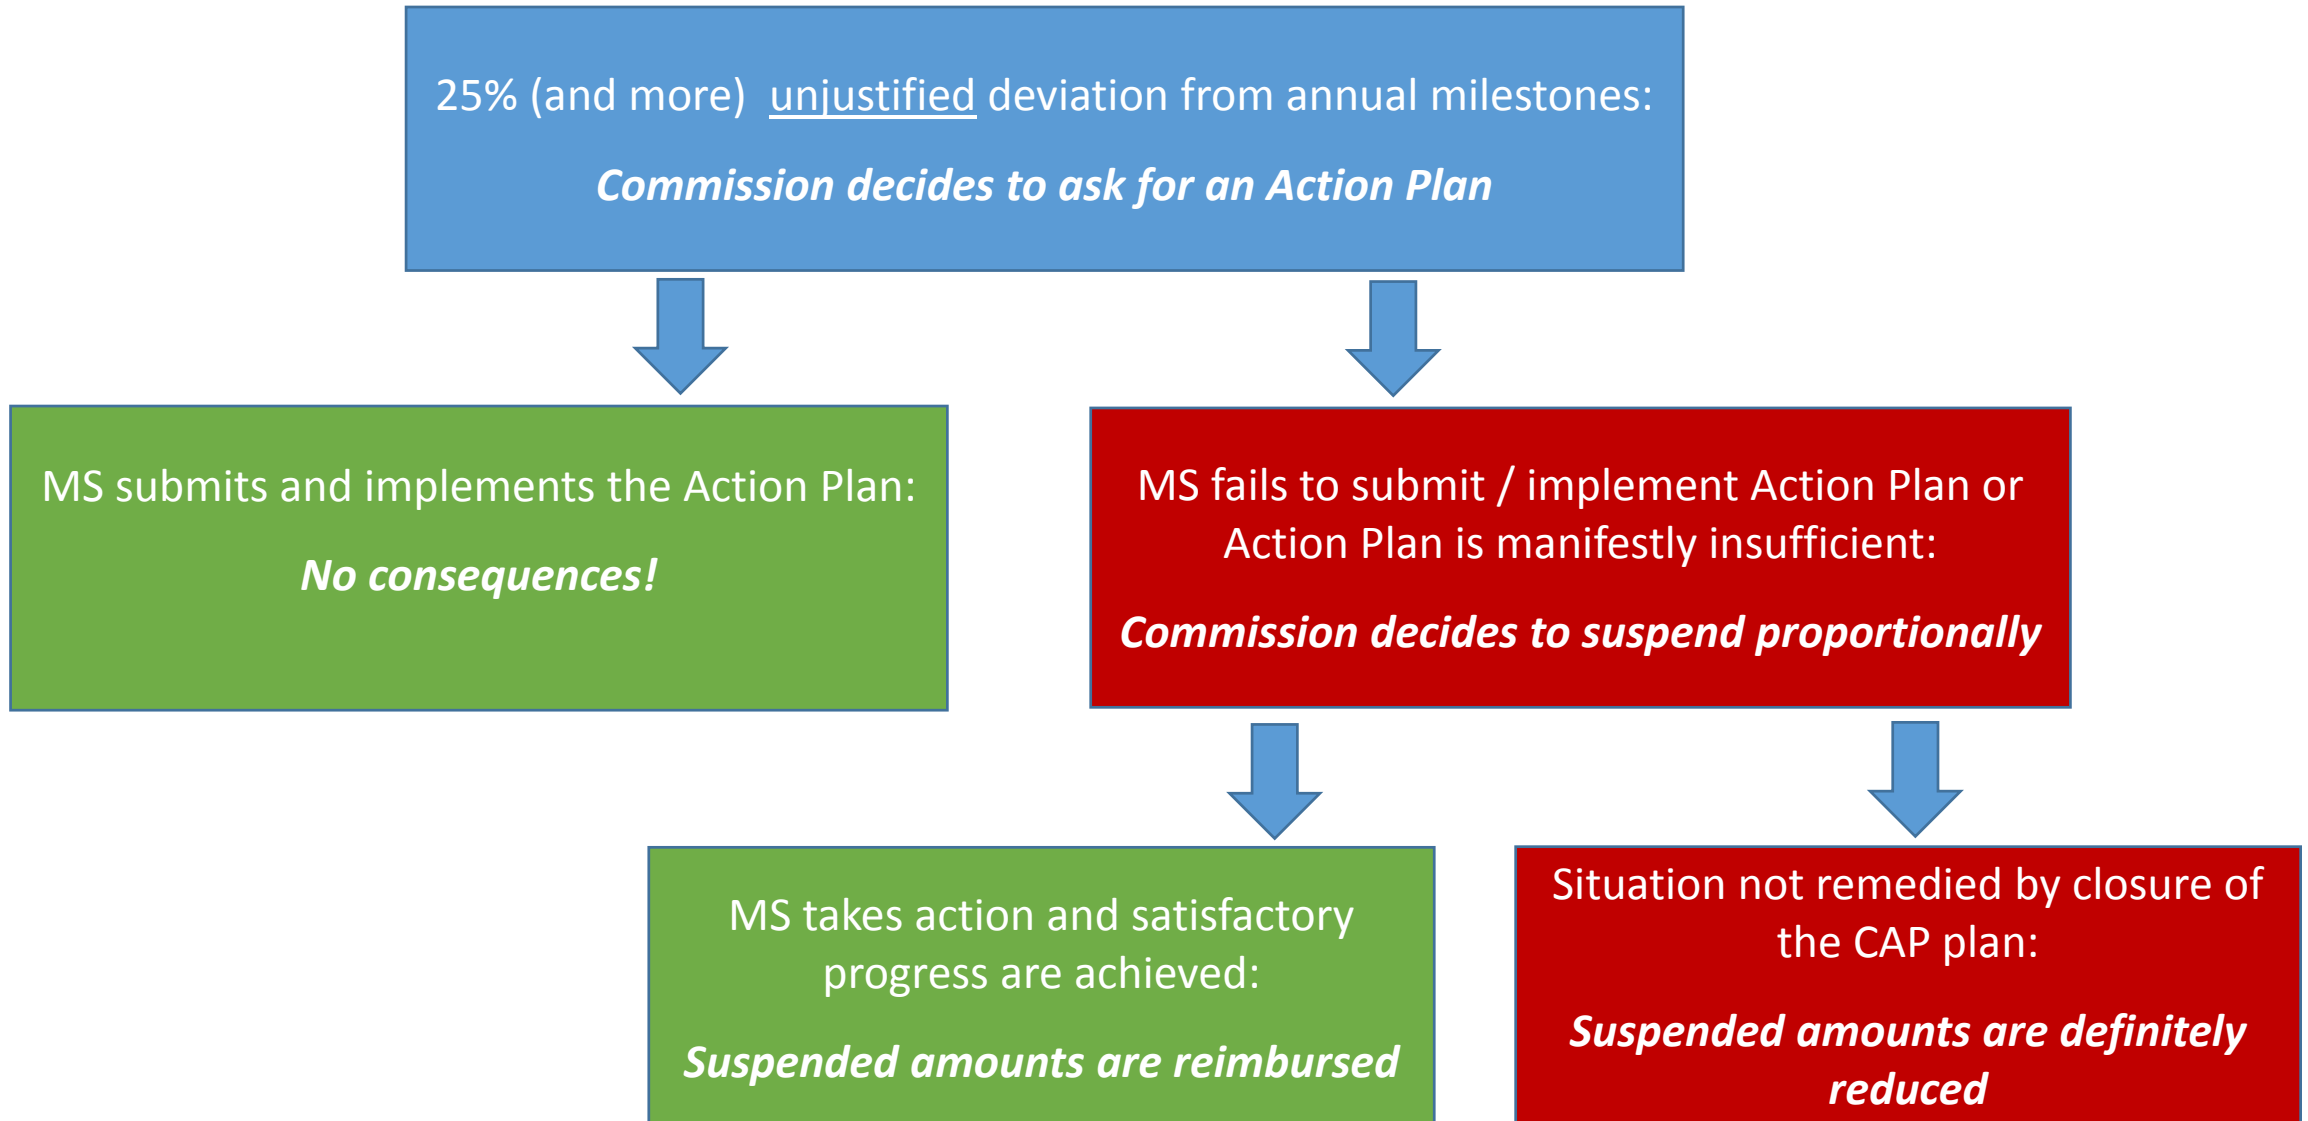 25% (and more) unjustified deviation from annual milestones:
Commission decides to ask for an Action Plan
MS submits and implements the Action Plan:
No consequences!
MS fails to submit / implement Action Plan or
Action Plan is manifestly insufficient:
Commission decides to suspend proportionally
MS takes action and satisfactory
progress are achieved:
Suspended amounts are reimbursed
Situation not remedied by closure of
the CAP plan:
Suspended amounts are definitely
reduced